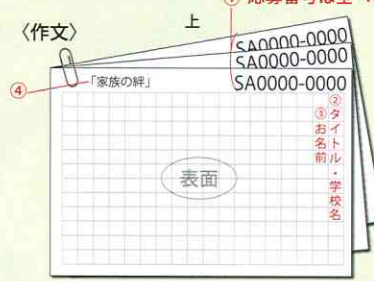 ① 応募番号は上
〈作文〉
上
SA0000-0000
SA0000-0000
SA0000-0000
④
「家族の絆」
②タイトル・学校名
③お名前
表面